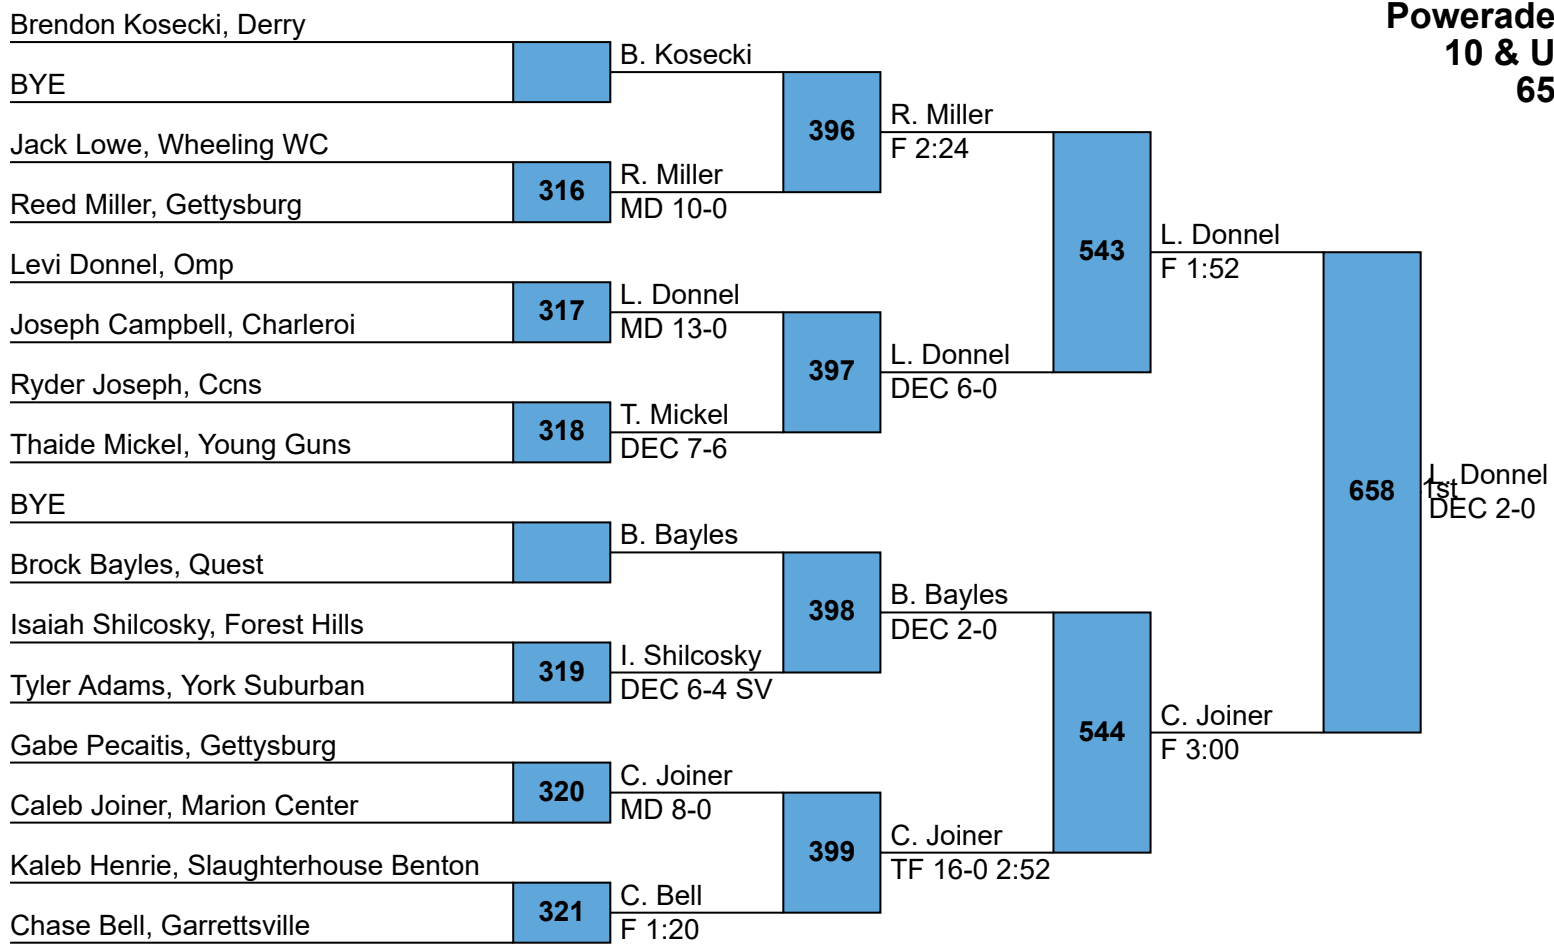 Powerade
10 & U
65
Brendon Kosecki, Derry
BYE
Jack Lowe, Wheeling WC
Reed Miller, Gettysburg
Levi Donnel, Omp
Joseph Campbell, Charleroi
Ryder Joseph, Ccns
Thaide Mickel, Young Guns
BYE
Brock Bayles, Quest
Isaiah Shilcosky, Forest Hills
Tyler Adams, York Suburban
Gabe Pecaitis, Gettysburg
Caleb Joiner, Marion Center
Kaleb Henrie, Slaughterhouse Benton
Chase Bell, Garrettsville
316
317
318
319
320
321
B. Kosecki
R. Miller
MD 10-0
L. Donnel
MD 13-0
T. Mickel
DEC 7-6
B. Bayles
I. Shilcosky
DEC 6-4 SV
C. Joiner
MD 8-0
C. Bell
F 1:20
396
397
398
399
R. Miller
F 2:24
L. Donnel
DEC 6-0
B. Bayles
DEC 2-0
C. Joiner
TF 16-0 2:52
543
544
L. Donnel
F 1:52
C. Joiner
F 3:00
658
L. Donnel
1st
DEC 2-0